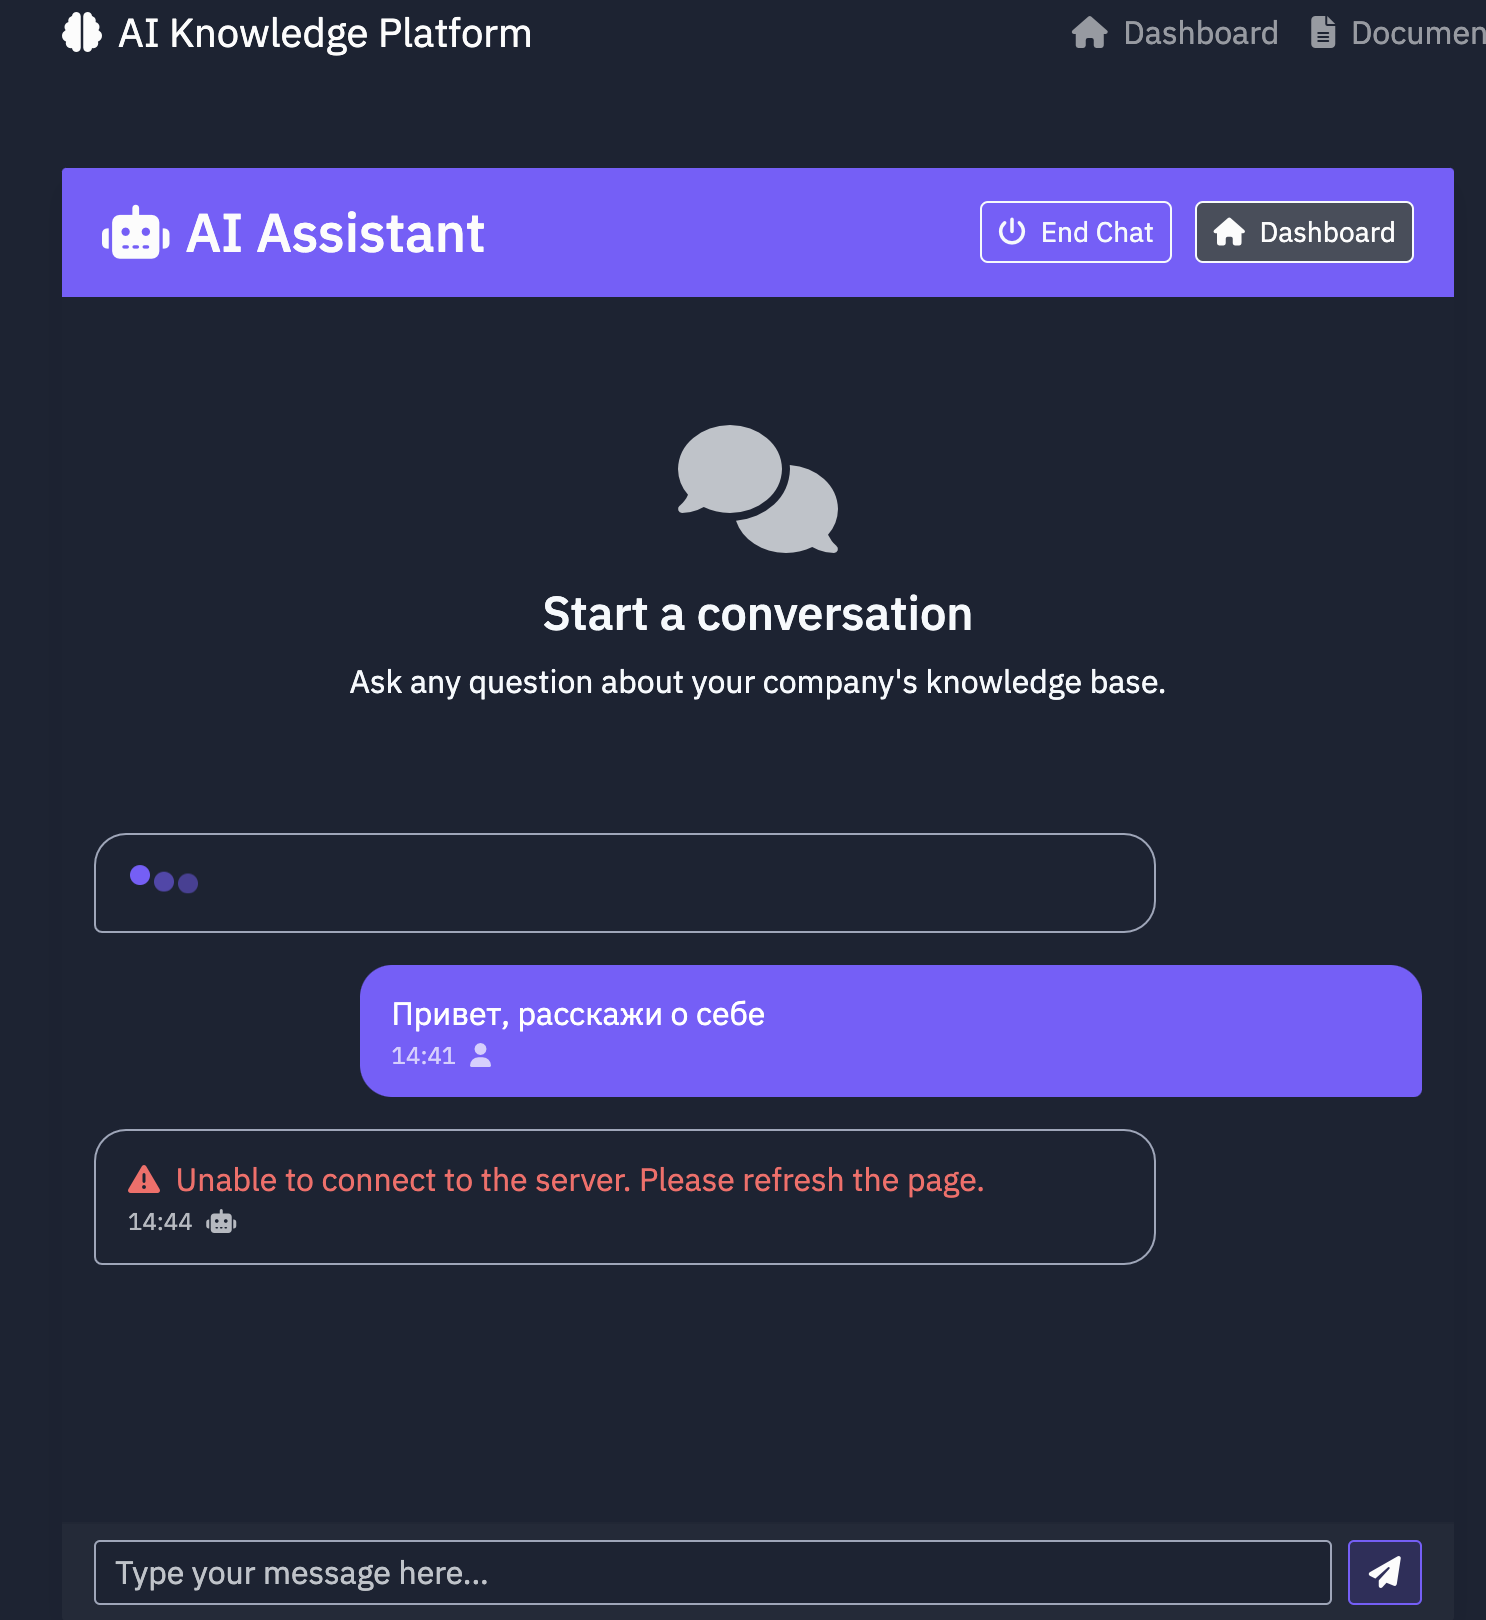 AI Knowledge Platform
Dashboard
Documen
AI Assistant
End Chat
Dashboard
Start a conversation
Ask any question about your company's knowledge base.
Привет, расскажи о себе
14:41
Unable to connect to the server. Please refresh the page.
14:44
Type your message here...